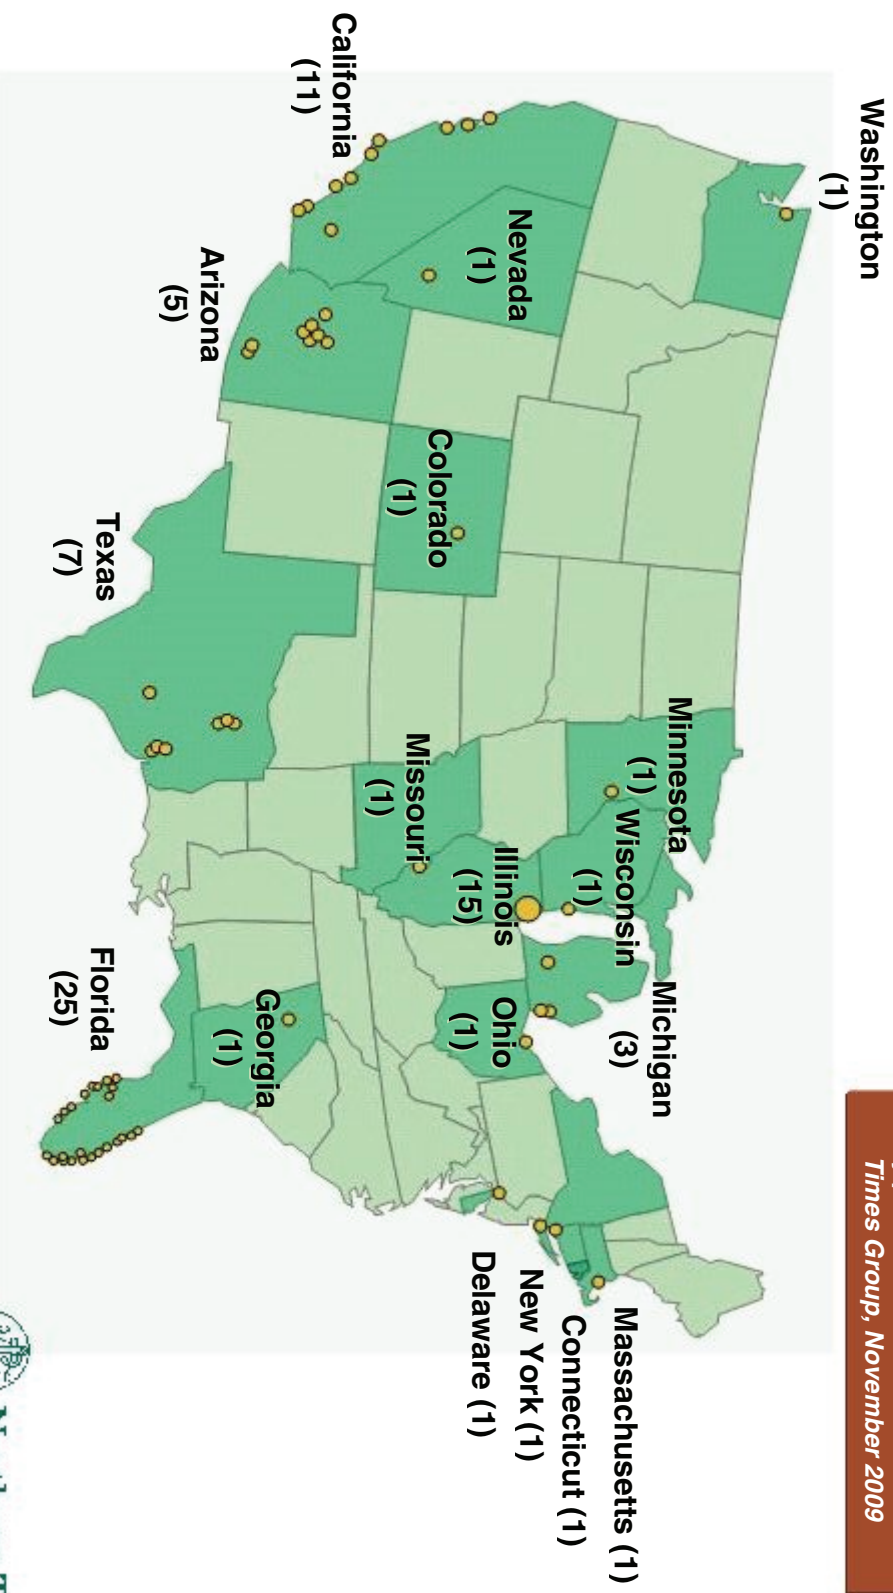 Times Group, November 2009
Washington
(1)
Minnesota
(1)
Wisconsin
(1)
Michigan
(3)
Massachusetts (1)
Connecticut (1)
New York (1)
Delaware (1)
Nevada
(1)
Illinois
(15)
Ohio
(1)
Colorado
(1)
Missouri
(1)
California
(11)
Georgia
(1)
Arizona
(5)
Texas
(7)
Florida
(25)